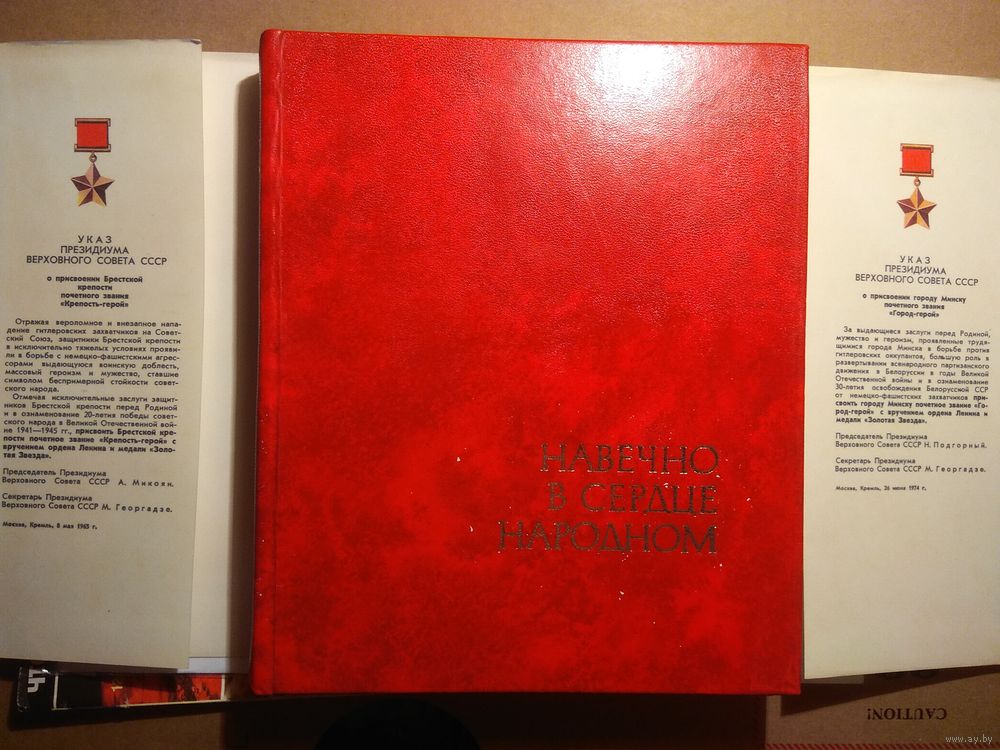 УКАЗ
ПРЕЗИДИУМА
ВЕРХОВНОГО СОВЕТА СССР
о присвоении Брестской
крепости
почетного звания
«Крепость-герой»
Отражая вероломное и внезапное напа-
дение гитлеровских захватчиков на Совет-
ский Союз, защитники Брестской крепости
в исключительно тяжелых условиях прояви-
ли в борьбе с немецко-фашистскими агрес-
сорами выдающуюся воинскую доблесть,
массовый героизм и мужество, ставшие
символом беспримерной стойкости совет-
ского народа.
Отмечая исключительные заслуги защит-
ников Брестской крепости перед Родиной
и в ознаменование 20-летия победы совет-
ского народа в Великой Отечественной вой-
не 1941—1945 гг., присвоить Брестской кре-
пости почетное звание «Крепость-герой» с
вручением ордена Ленина и медали «Золо-
тая Звезда».
Председатель Президиума
Верховного Совета СССР А. Микоян.
Секретарь Президиума
Верховного Совета СССР М. Георгадзе.
Москва, Кремль, 8 мая 1965 г.
НАВЕЧНО
В СЕРДЦЕ
НАРОДНОМ
УКАЗ
ПРЕЗИДИУМА
ВЕРХОВНОГО СОВЕТА СССР
о присвоении городу Минску
почетного звания
«Город-герой»
За выдающиеся заслуги перед Родиной,
мужество и героизм, проявленные трудя-
щимися города Минска в борьбе против
гитлеровских оккупантов, большую роль в
развертывании всенародного партизанского
движения в Белоруссии в годы Великой
Отечественной войны и в ознаменование
30-летия освобождения Белорусской ССР
от немецко-фашистских захватчиков при-
своить городу Минску почетное звание «Го-
род-герой» с вручением ордена Ленина и
медали «Золотая Звезда».
Председатель Президиума
Верховного Совета СССР Н. Подгорный.
Секретарь Президиума
Верховного Совета СССР М. Георгадзе.
Москва, Кремль, 26 июня 1974 г.
CAUTION!
www.ay.by